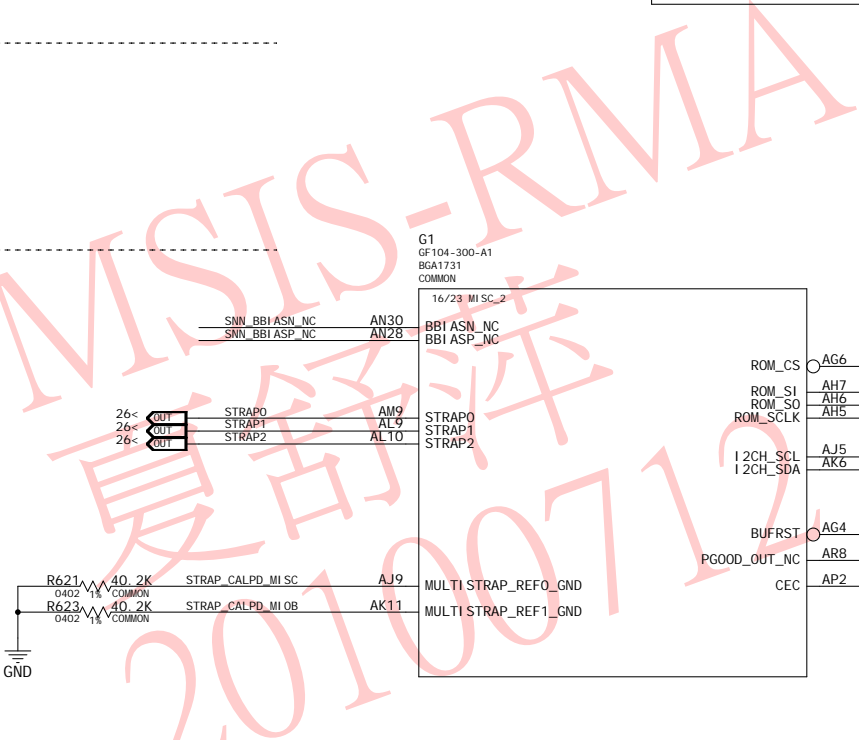 MSIS-RMA
夏舒萍
20100712
G1
GF104-300-A1
BGA1731
COMMON
16/23 MISC_2
SNN_BBIASN_NC AN30 BBIASN_NC
SNN_BBIASP_NC AN28 BBIASP_NC
ROM_CS AG6
ROM_SI AH7
ROM_SO AH6
ROM_SCLK AH5
26< OUT STRAP0 AM9 STRAP0
26< OUT STRAP1 AL9 STRAP1
26< OUT STRAP2 AL10 STRAP2
I2CH_SCL AJ5
I2CH_SDA AK6
BUFRST AG4
PGOOD_OUT_NC AR8
CEC AP2
R621 40.2K STRAP_CALPD_MISC AJ9 MULTISTRAP_REF0_GND
0402 1% COMMON
R623 40.2K STRAP_CALPD_MIOB AK11 MULTISTRAP_REF1_GND
0402 1% COMMON
GND